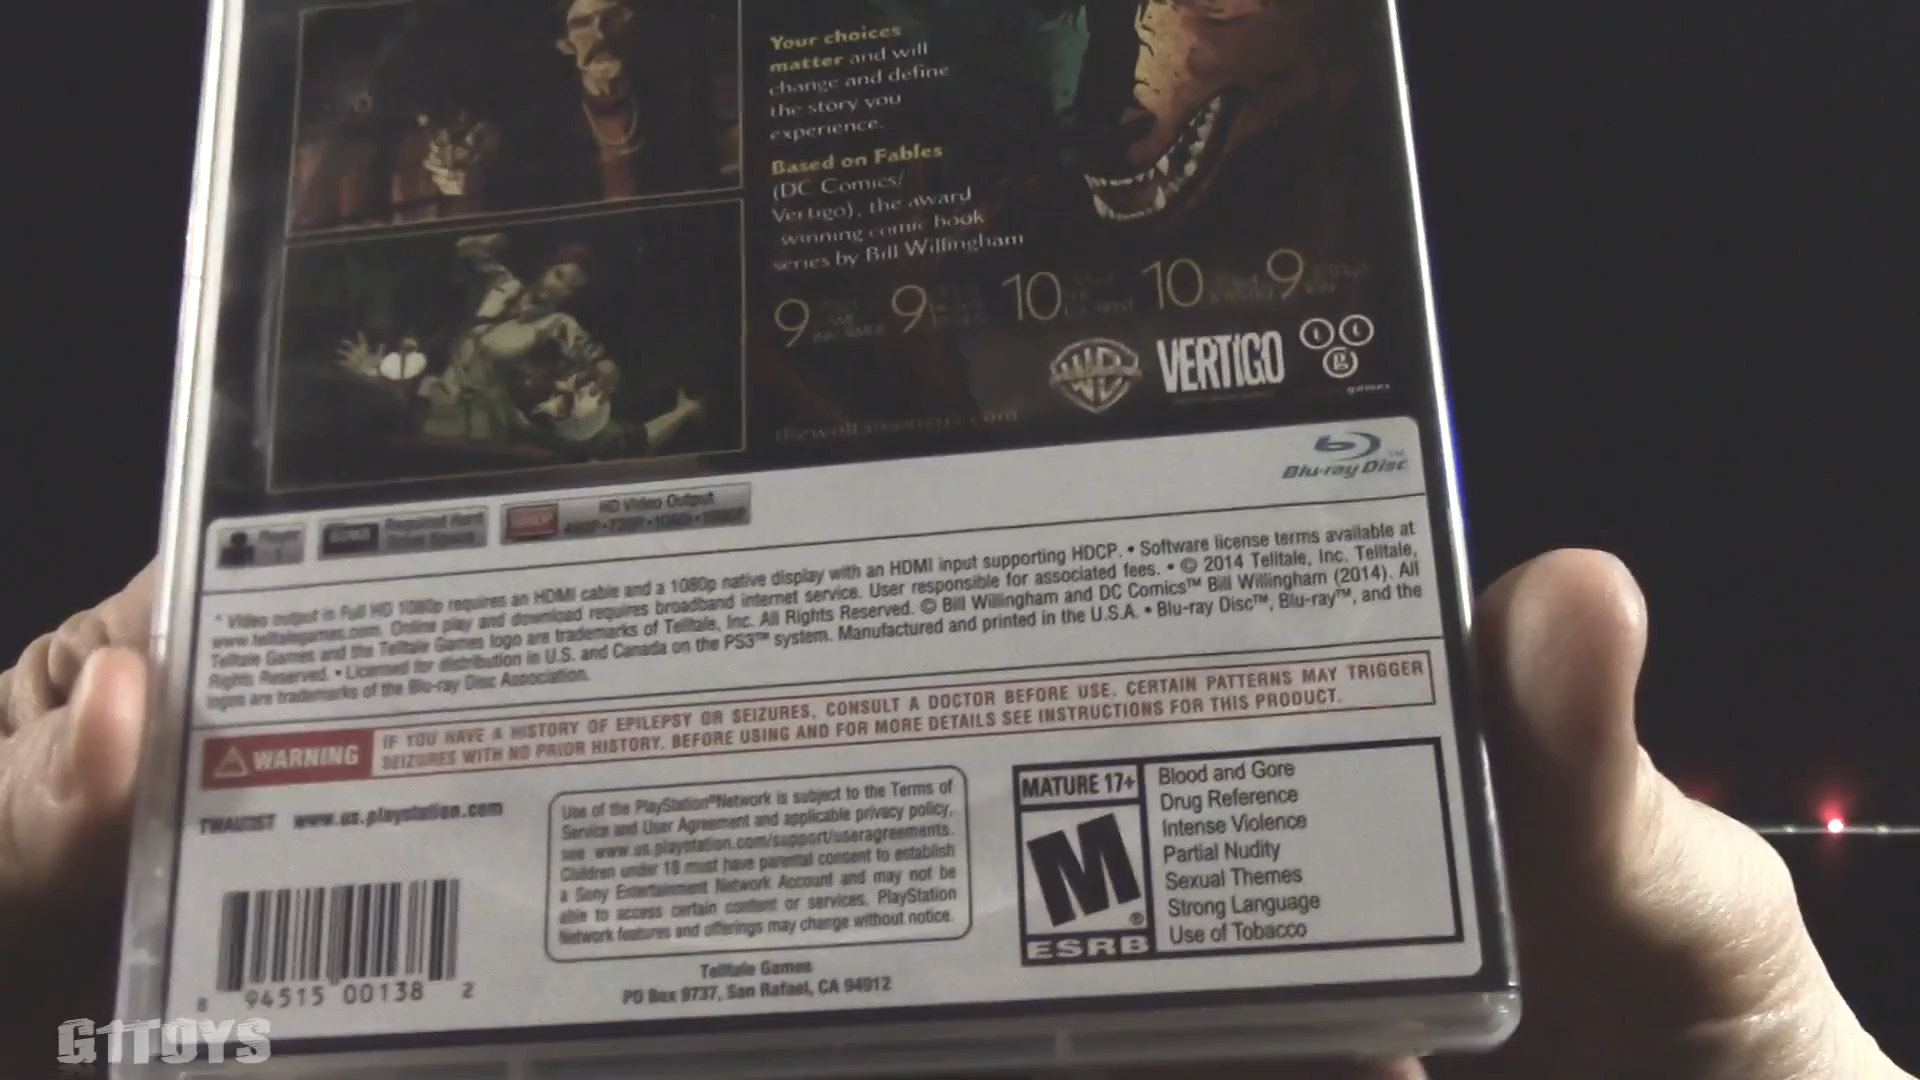 Your choices
matter and will
change and define
the story you
experience.
Based on Fables
(DC Comics/
Vertigo), the award
winning comic book
series by Bill Willingham
9 9 10 10 9
WB VERTIGO ttg
games
thewolfamongus.com
Blu-ray Disc
Player
1
Required Hard
HD Video Output
480P•720P•1080i•1080P
* Video output in Full HD 1080p requires an HDMI cable and a 1080p native display with an HDMI input supporting HDCP. • Software license terms available at
www.telltalegames.com. Online play and download requires broadband internet service. User responsible for associated fees. • © 2014 Telltale, Inc. Telltale,
Telltale Games and the Telltale Games logo are trademarks of Telltale, Inc. All Rights Reserved. © Bill Willingham and DC Comics™ Bill Willingham (2014). All
Rights Reserved. • Licensed for distribution in U.S. and Canada on the PS3™ system. Manufactured and printed in the U.S.A. • Blu-ray Disc™, Blu-ray™, and the
logos are trademarks of the Blu-ray Disc Association.
WARNING
IF YOU HAVE A HISTORY OF EPILEPSY OR SEIZURES, CONSULT A DOCTOR BEFORE USE. CERTAIN PATTERNS MAY TRIGGER
SEIZURES WITH NO PRIOR HISTORY. BEFORE USING AND FOR MORE DETAILS SEE INSTRUCTIONS FOR THIS PRODUCT.
www.us.playstation.com
Use of the PlayStation®Network is subject to the Terms of
Service and User Agreement and applicable privacy policy,
see www.us.playstation.com/support/useragreements.
Children under 18 must have parental consent to establish
a Sony Entertainment Network Account and may not be
able to access certain content or services. PlayStation
Network features and offerings may change without notice.
Telltale Games
PO Box 9737, San Rafael, CA 94912
MATURE 17+
M®
ESRB
Blood and Gore
Drug Reference
Intense Violence
Partial Nudity
Sexual Themes
Strong Language
Use of Tobacco
8 94515 00138 2
G1TOYS